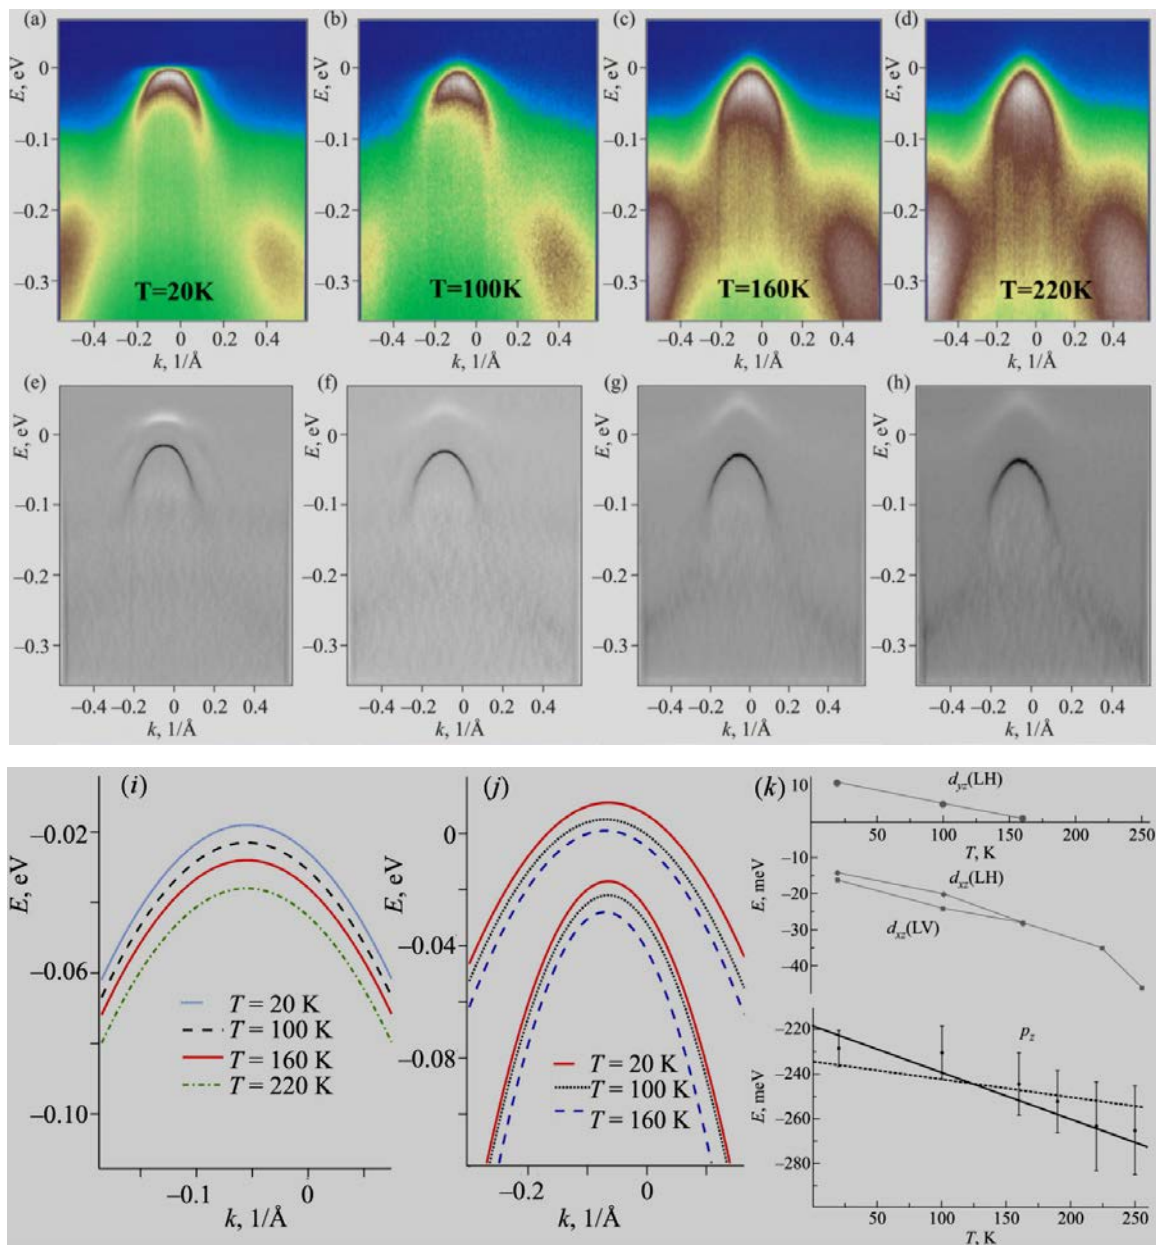 (a) (b) (c) (d)
E, eV E, eV E, eV E, eV
0 0 0 0
−0.1 −0.1 −0.1 −0.1
−0.2 −0.2 −0.2 −0.2
−0.3 −0.3 −0.3 −0.3
T=20K T=100K T=160K T=220K
−0.4 −0.2 0 0.2 0.4 −0.4 −0.2 0 0.2 0.4 −0.4 −0.2 0 0.2 0.4 −0.4 −0.2 0 0.2 0.4
k, 1/Å k, 1/Å k, 1/Å k, 1/Å
(e) (f) (g) (h)
E, eV E, eV E, eV E, eV
0 0 0 0
−0.1 −0.1 −0.1 −0.1
−0.2 −0.2 −0.2 −0.2
−0.3 −0.3 −0.3 −0.3
−0.4 −0.2 0 0.2 0.4 −0.4 −0.2 0 0.2 0.4 −0.4 −0.2 0 0.2 0.4 −0.4 −0.2 0 0.2 0.4
k, 1/Å k, 1/Å k, 1/Å k, 1/Å
(i)
E, eV
−0.02
−0.06
−0.10
T = 20 K
T = 100 K
T = 160 K
T = 220 K
−0.1 0
k, 1/Å
(j)
E, eV
0
−0.04
−0.08
T = 20 K
T = 100 K
T = 160 K
−0.2 0
k, 1/Å
(k)
10
0
dyz(LH)
50 100 150 200 250
T, K
E, meV
−10
−20
−30
−40
dxz(LH)
dxz(LV)
E, meV
−220
−240
−260
−280
pz
50 100 150 200 250
T, K